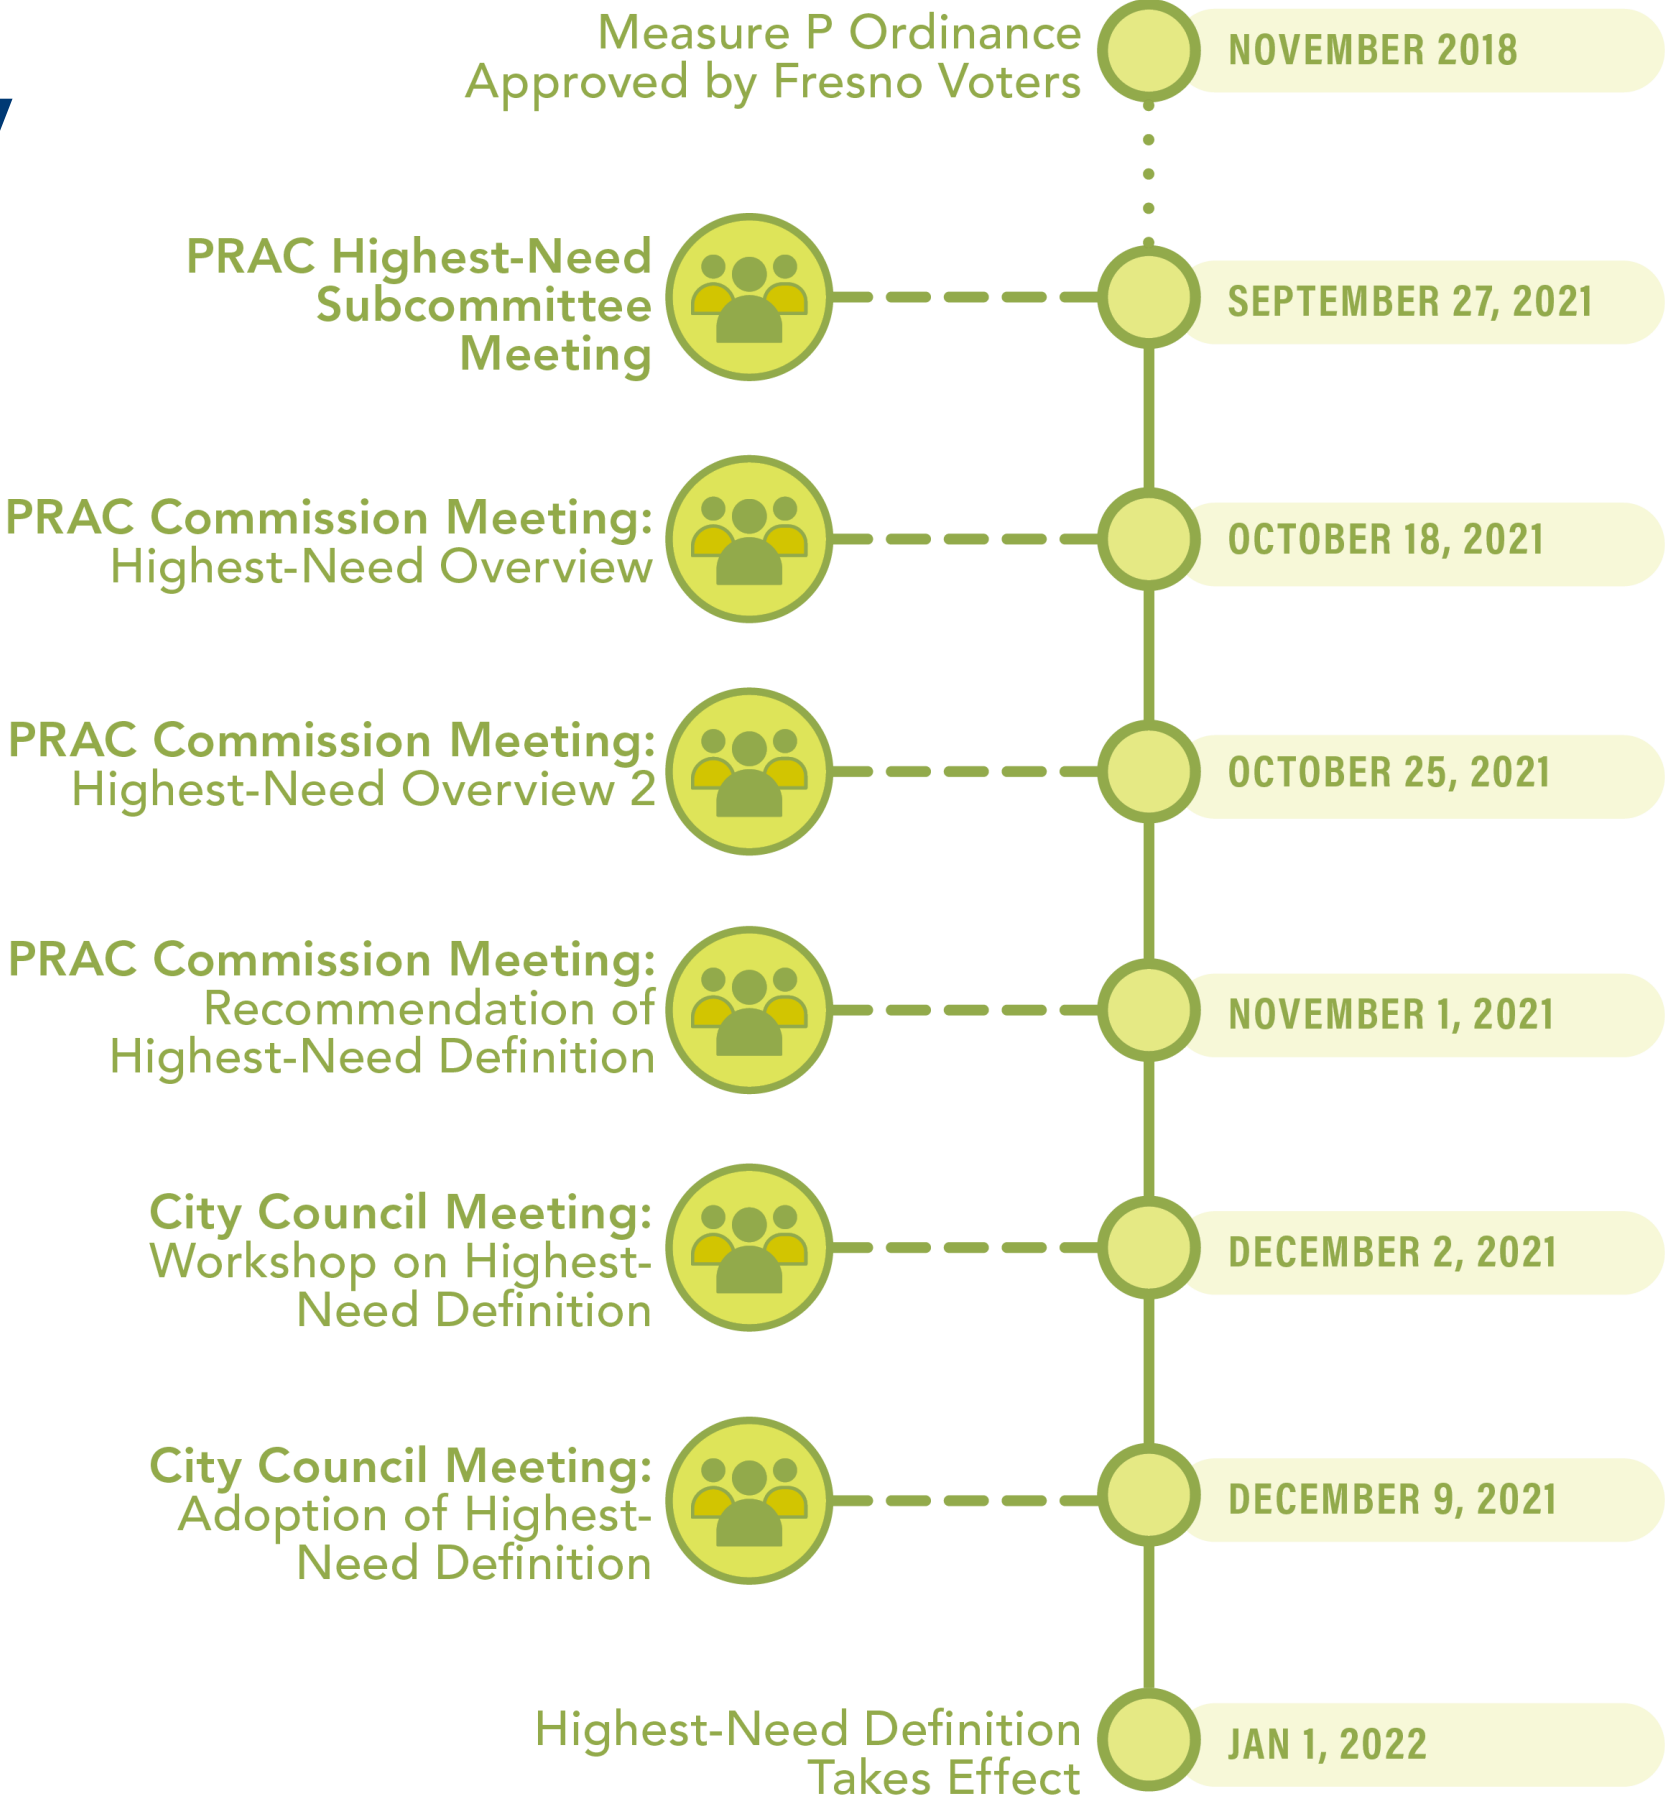 Measure P Ordinance
Approved by Fresno Voters
NOVEMBER 2018
PRAC Highest-Need
Subcommittee
Meeting
SEPTEMBER 27, 2021
PRAC Commission Meeting:
Highest-Need Overview
OCTOBER 18, 2021
PRAC Commission Meeting:
Highest-Need Overview 2
OCTOBER 25, 2021
PRAC Commission Meeting:
Recommendation of
Highest-Need Definition
NOVEMBER 1, 2021
City Council Meeting:
Workshop on Highest-
Need Definition
DECEMBER 2, 2021
City Council Meeting:
Adoption of Highest-
Need Definition
DECEMBER 9, 2021
Highest-Need Definition
Takes Effect
JAN 1, 2022